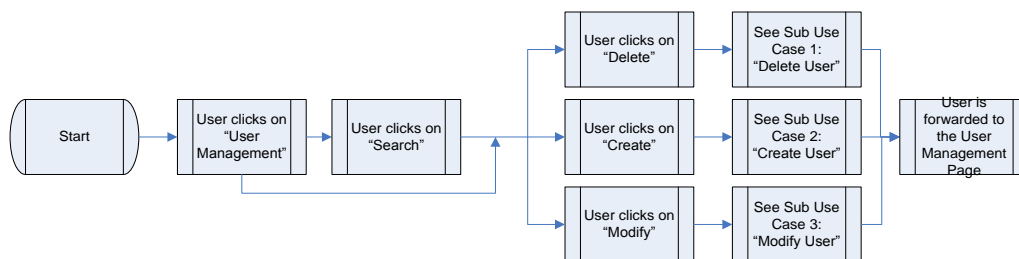 Start
User clicks on
“User
Management”
User clicks on
“Search”
User clicks on
“Delete”
See Sub Use
Case 1:
“Delete User”
User clicks on
“Create”
See Sub Use
Case 2:
“Create User”
User clicks on
“Modify”
See Sub Use
Case 3:
“Modify User”
User is
forwarded to
the User
Management
Page